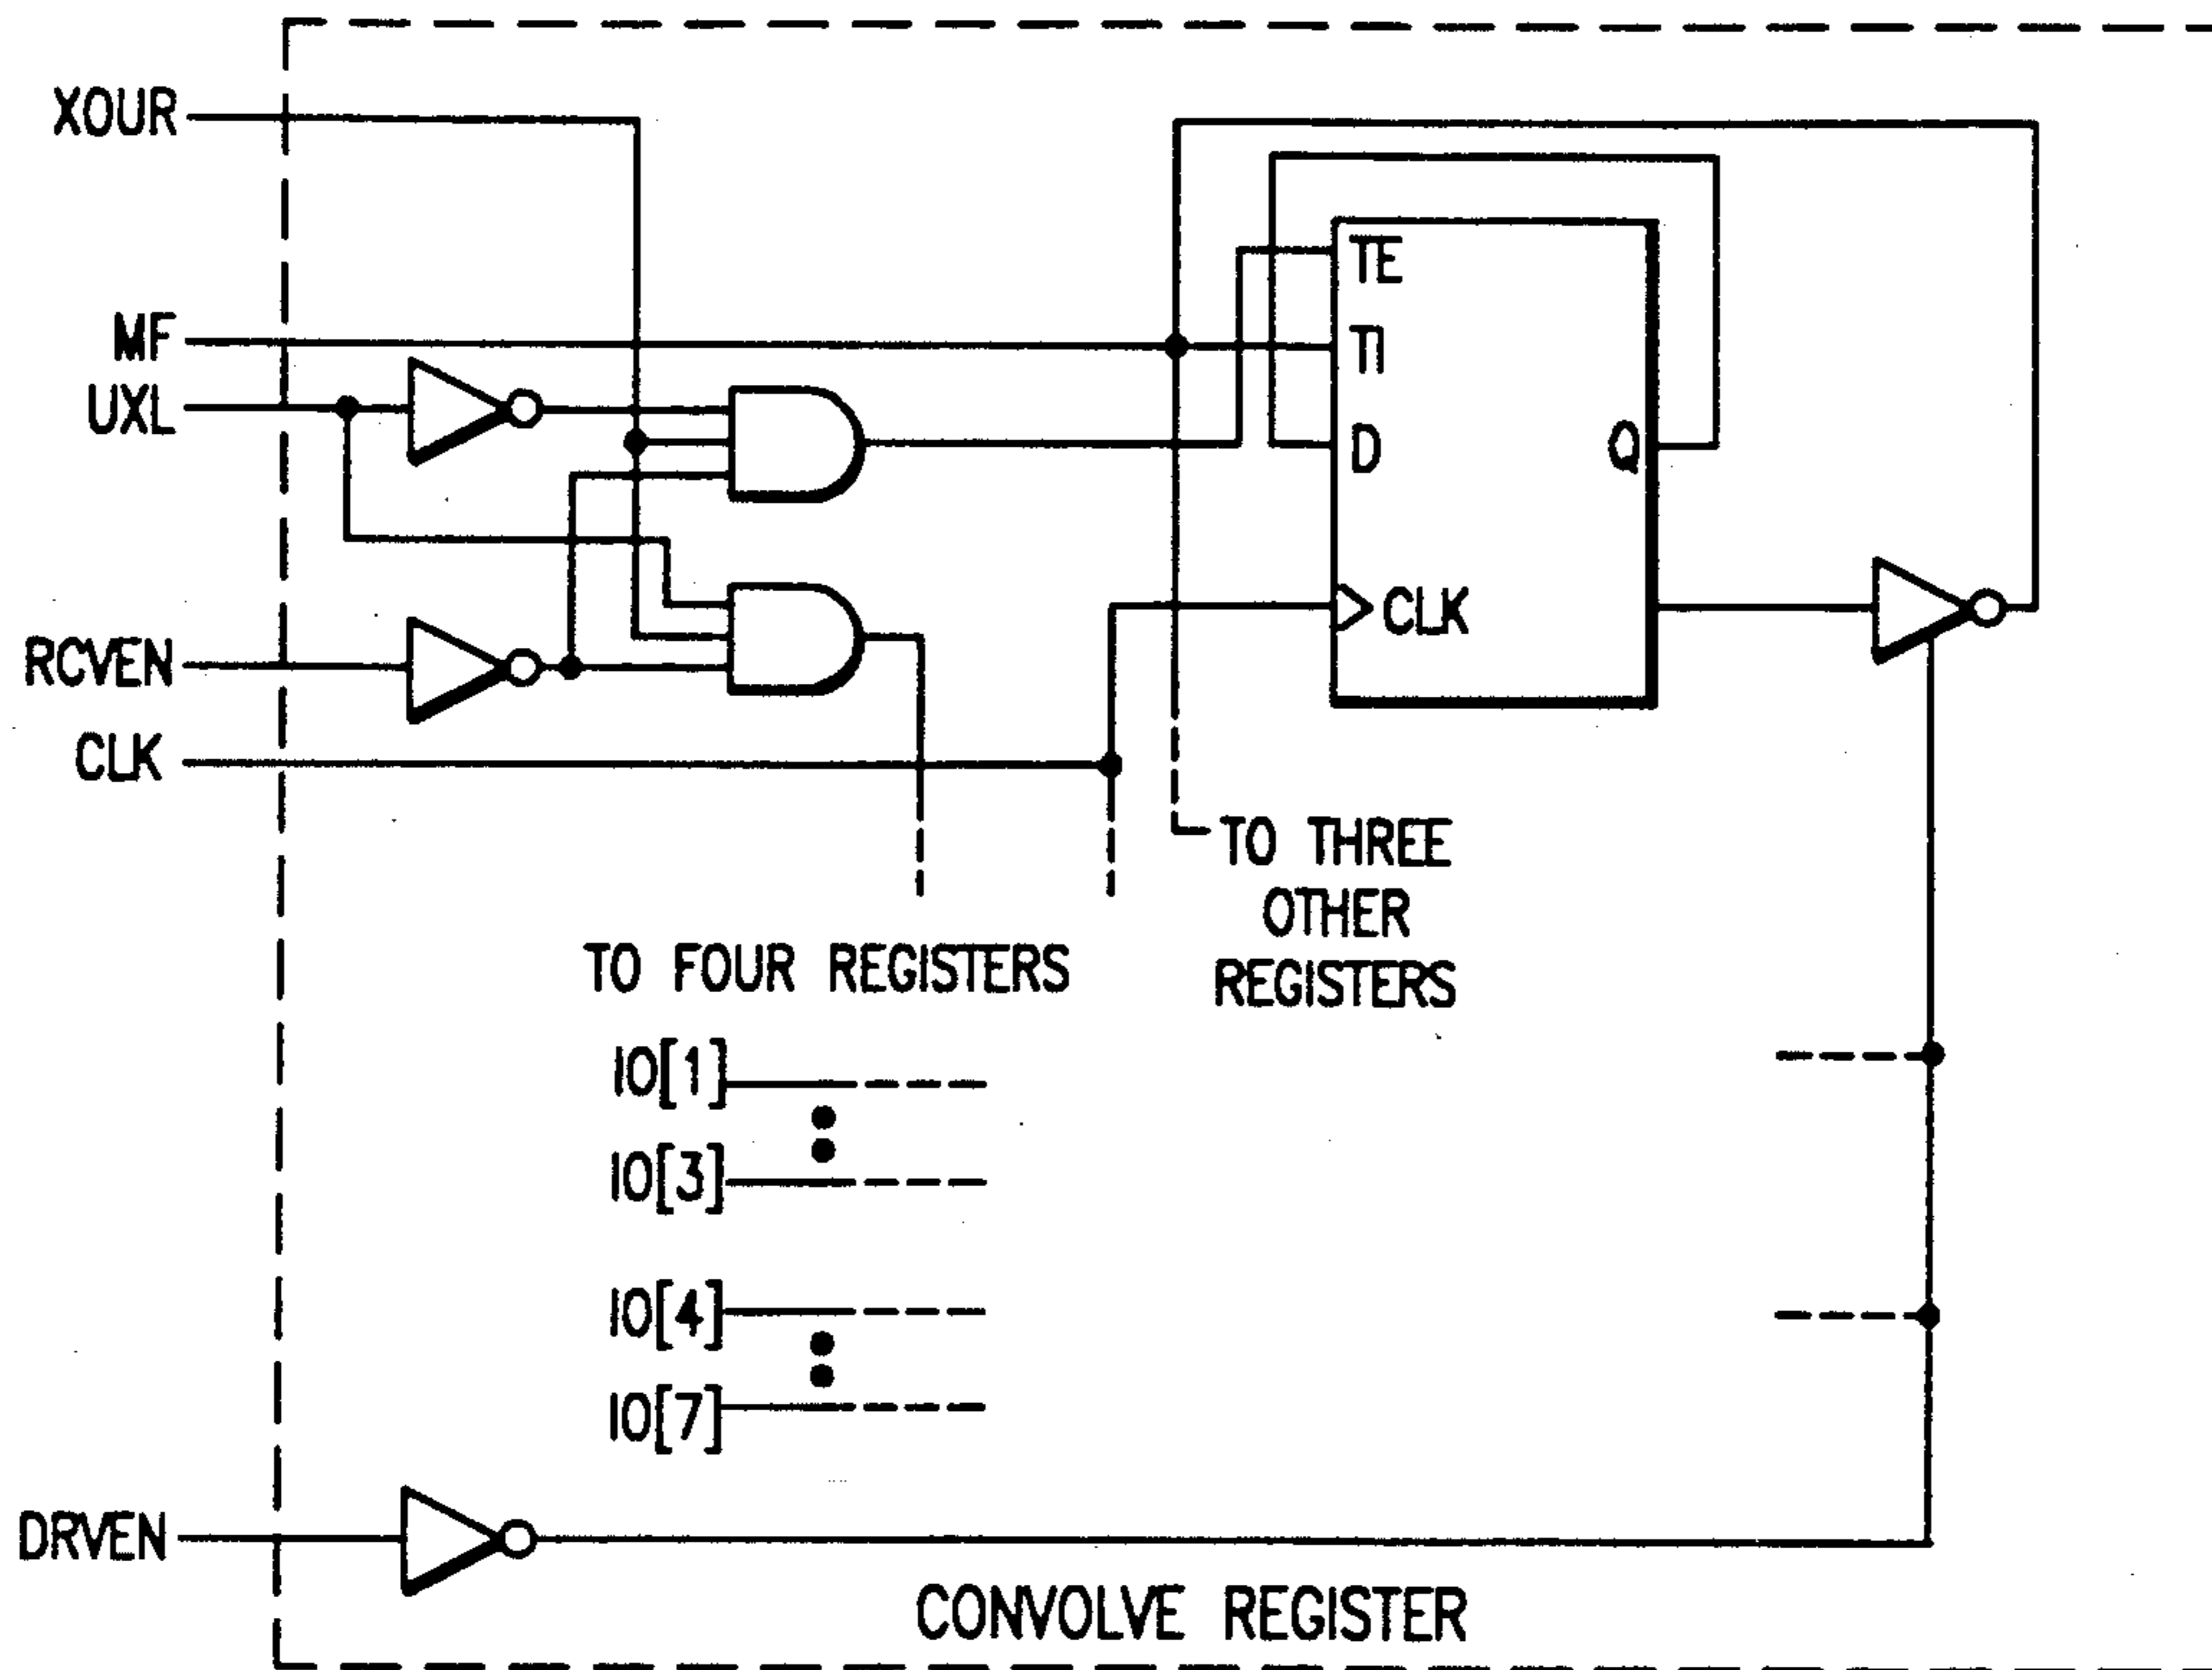 XOUR
MF
UXL
RCVEN
CLK
TE
TI
D
Q
CLK
TO THREE
OTHER
REGISTERS
TO FOUR REGISTERS
IO[1]
IO[3]
IO[4]
IO[7]
DRVEN
CONVOLVE REGISTER